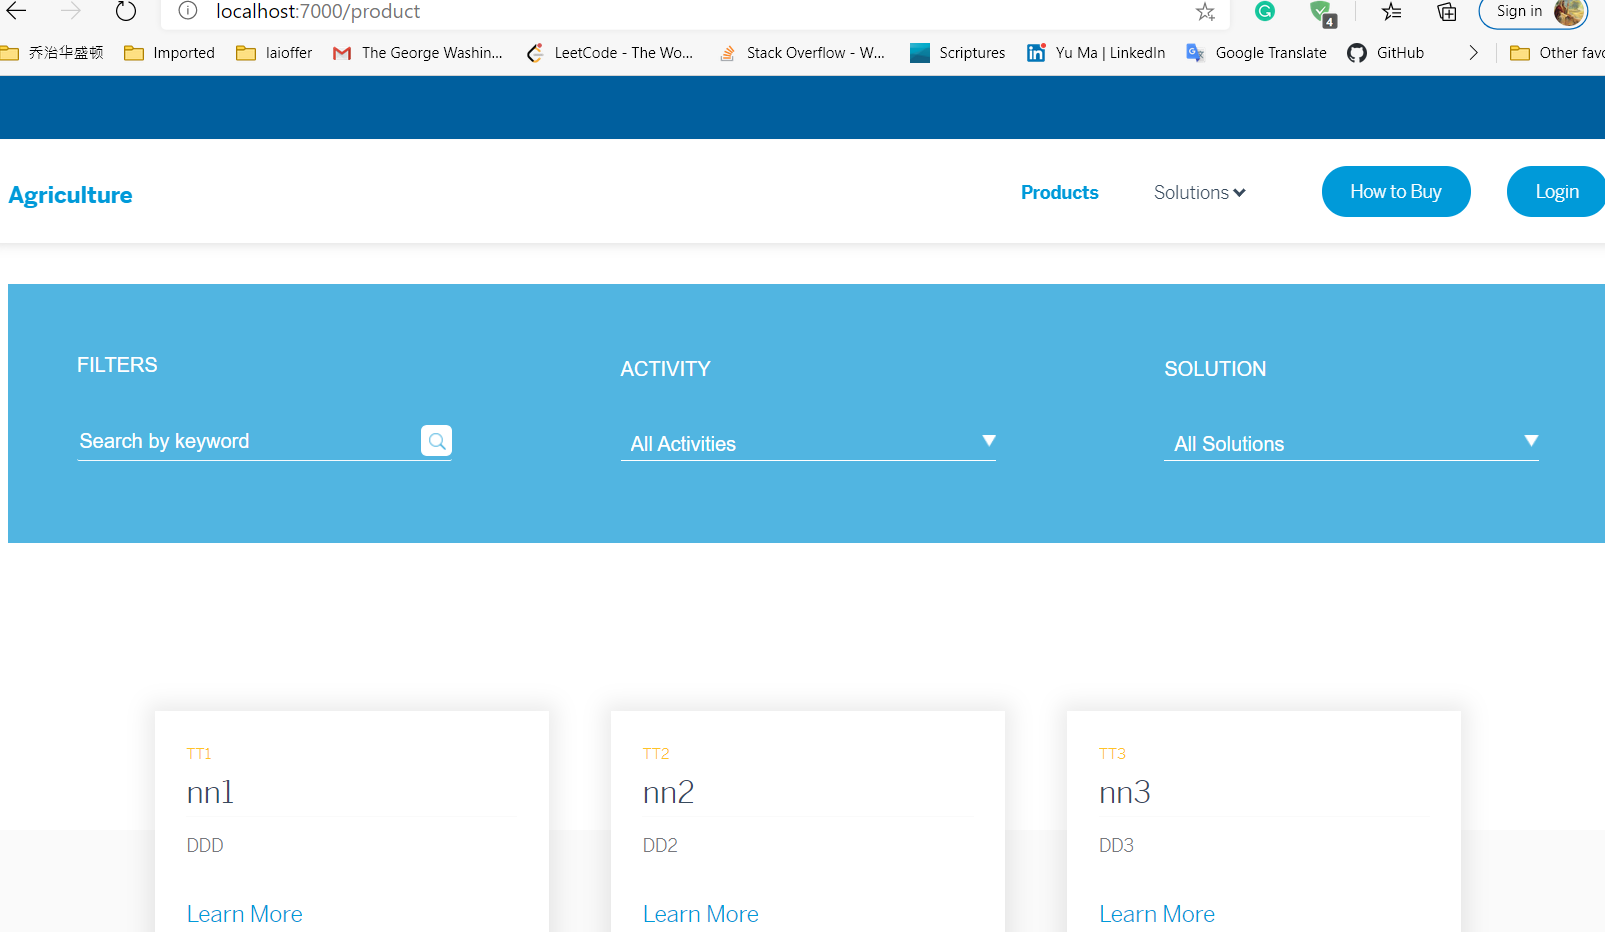 localhost:7000/product
Sign in
4
乔治华盛顿 Imported laioffer The George Washin... LeetCode - The Wo... Stack Overflow - W... Scriptures Yu Ma | LinkedIn Google Translate GitHub Other favo
Agriculture Products Solutions How to Buy Login
FILTERS ACTIVITY SOLUTION
Search by keyword All Activities All Solutions
TT1
nn1
DDD
Learn More
TT2
nn2
DD2
Learn More
TT3
nn3
DD3
Learn More